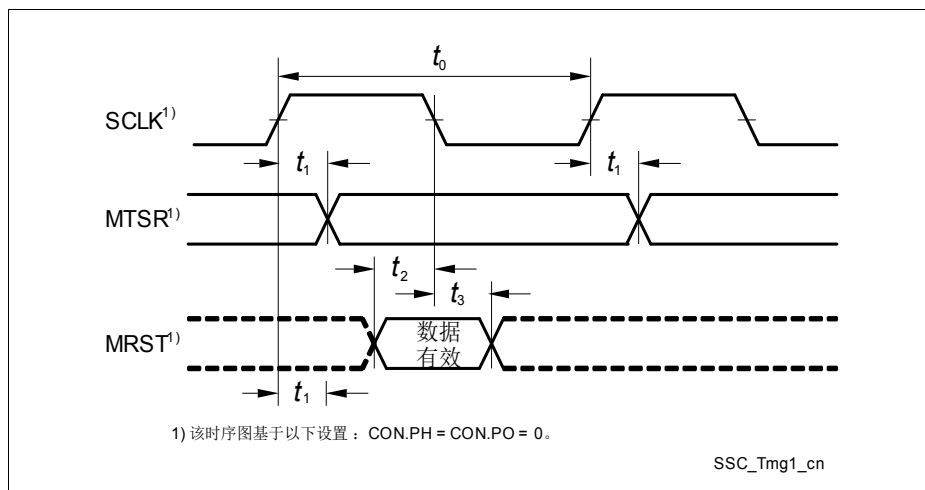 t0
SCLK1)
t1
t1
MTSR1)
t2
t3
MRST1)
数据
有效
t1
1) 该时序图基于以下设置 : CON.PH = CON.PO = 0。
SSC_Tmg1_cn